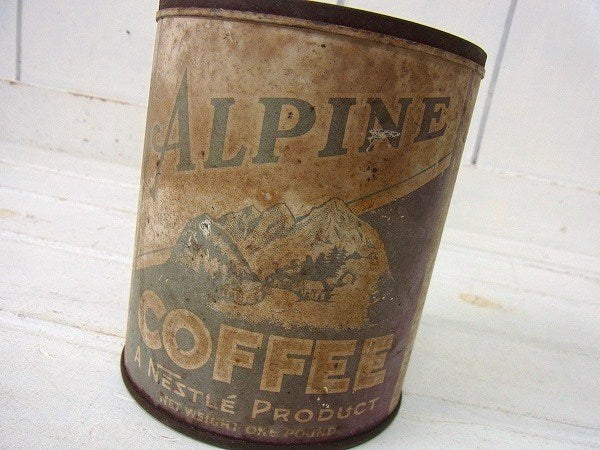 ALPINE
COFFEE
A NESTLÉ PRODUCT
NET WEIGHT ONE POUND